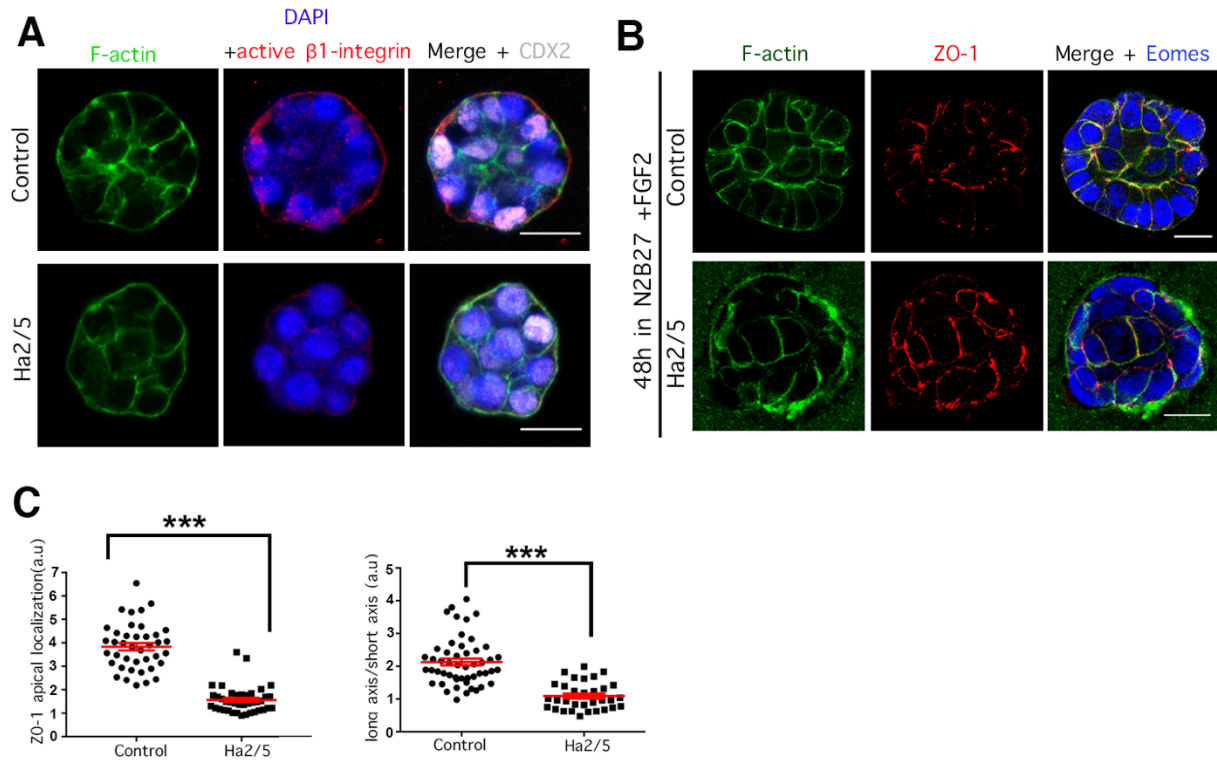 A
DAPI
F-actin
+active β1-integrin
Merge + CDX2
Control
Ha2/5
B
F-actin
ZO-1
Merge + Eomes
48h in N2B27 +FGF2
Control
Ha2/5
C
***
ZO-1 apical localization(a.u)
7
6
5
4
3
2
1
0
Control
Ha2/5
***
long axis/short axis (a.u)
5
4
3
2
1
0
Control
Ha2/5